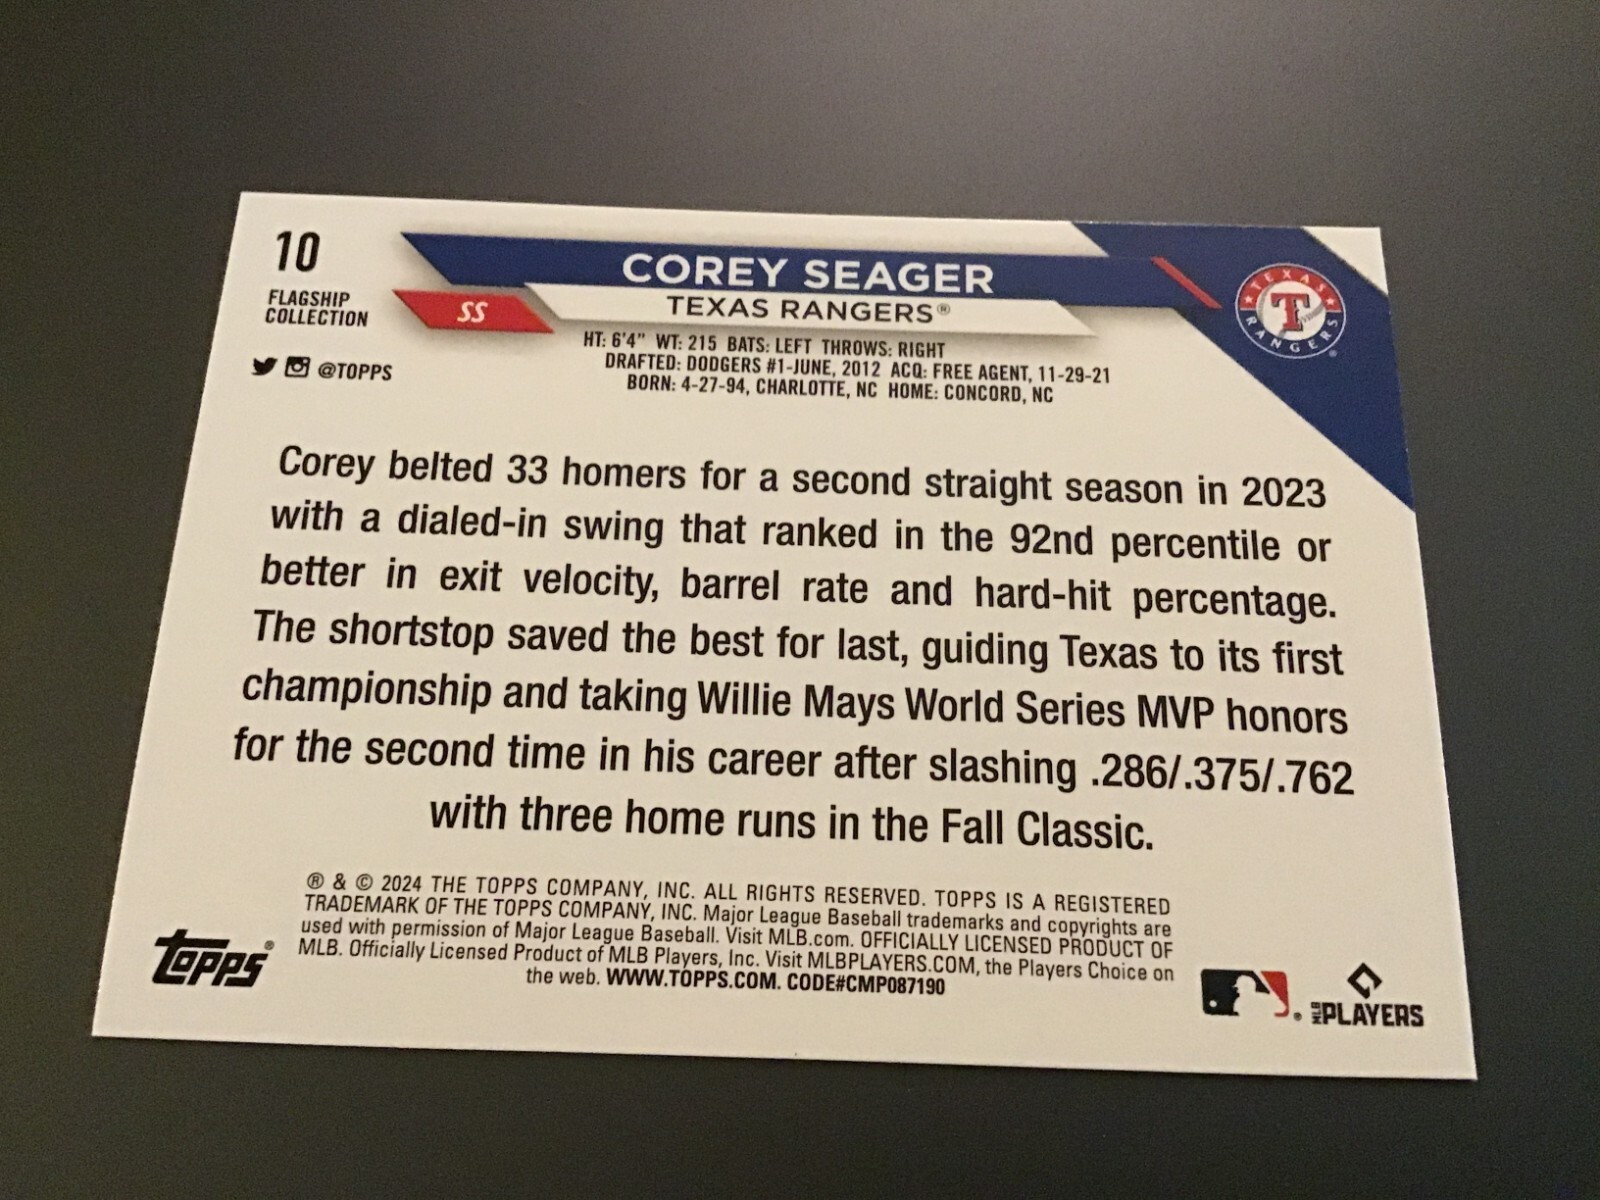 10
FLAGSHIP
COLLECTION
@TOPPS
COREY SEAGER
SS
TEXAS RANGERS®
TEXAS
T
RANGERS
HT: 6'4" WT: 215 BATS: LEFT THROWS: RIGHT
DRAFTED: DODGERS #1-JUNE, 2012 ACQ: FREE AGENT, 11-29-21
BORN: 4-27-94, CHARLOTTE, NC HOME: CONCORD, NC
Corey belted 33 homers for a second straight season in 2023
with a dialed-in swing that ranked in the 92nd percentile or
better in exit velocity, barrel rate and hard-hit percentage.
The shortstop saved the best for last, guiding Texas to its first
championship and taking Willie Mays World Series MVP honors
for the second time in his career after slashing .286/.375/.762
with three home runs in the Fall Classic.
® & © 2024 THE TOPPS COMPANY, INC. ALL RIGHTS RESERVED. TOPPS IS A REGISTERED
TRADEMARK OF THE TOPPS COMPANY, INC. Major League Baseball trademarks and copyrights are
used with permission of Major League Baseball. Visit MLB.com. OFFICIALLY LICENSED PRODUCT OF
MLB. Officially Licensed Product of MLB Players, Inc. Visit MLBPLAYERS.COM, the Players Choice on
the web. WWW.TOPPS.COM. CODE#CMP087190
topps®
MLB PLAYERS